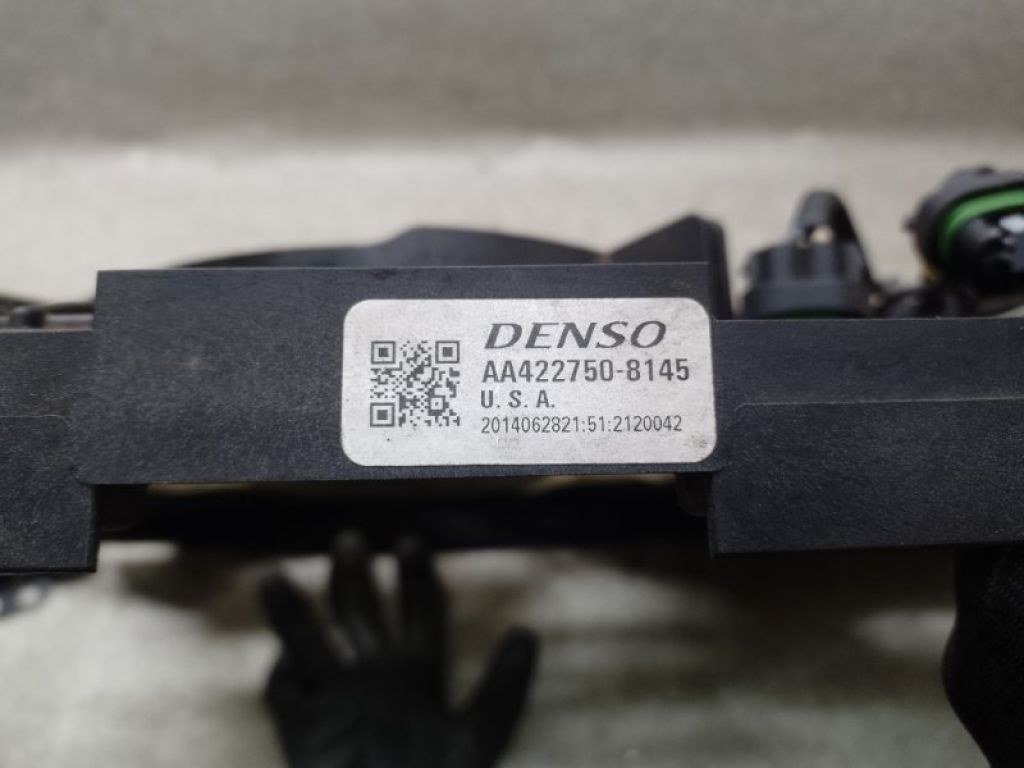 DENSO
AA422750-8145
U. S. A.
2014062821:51:2120042